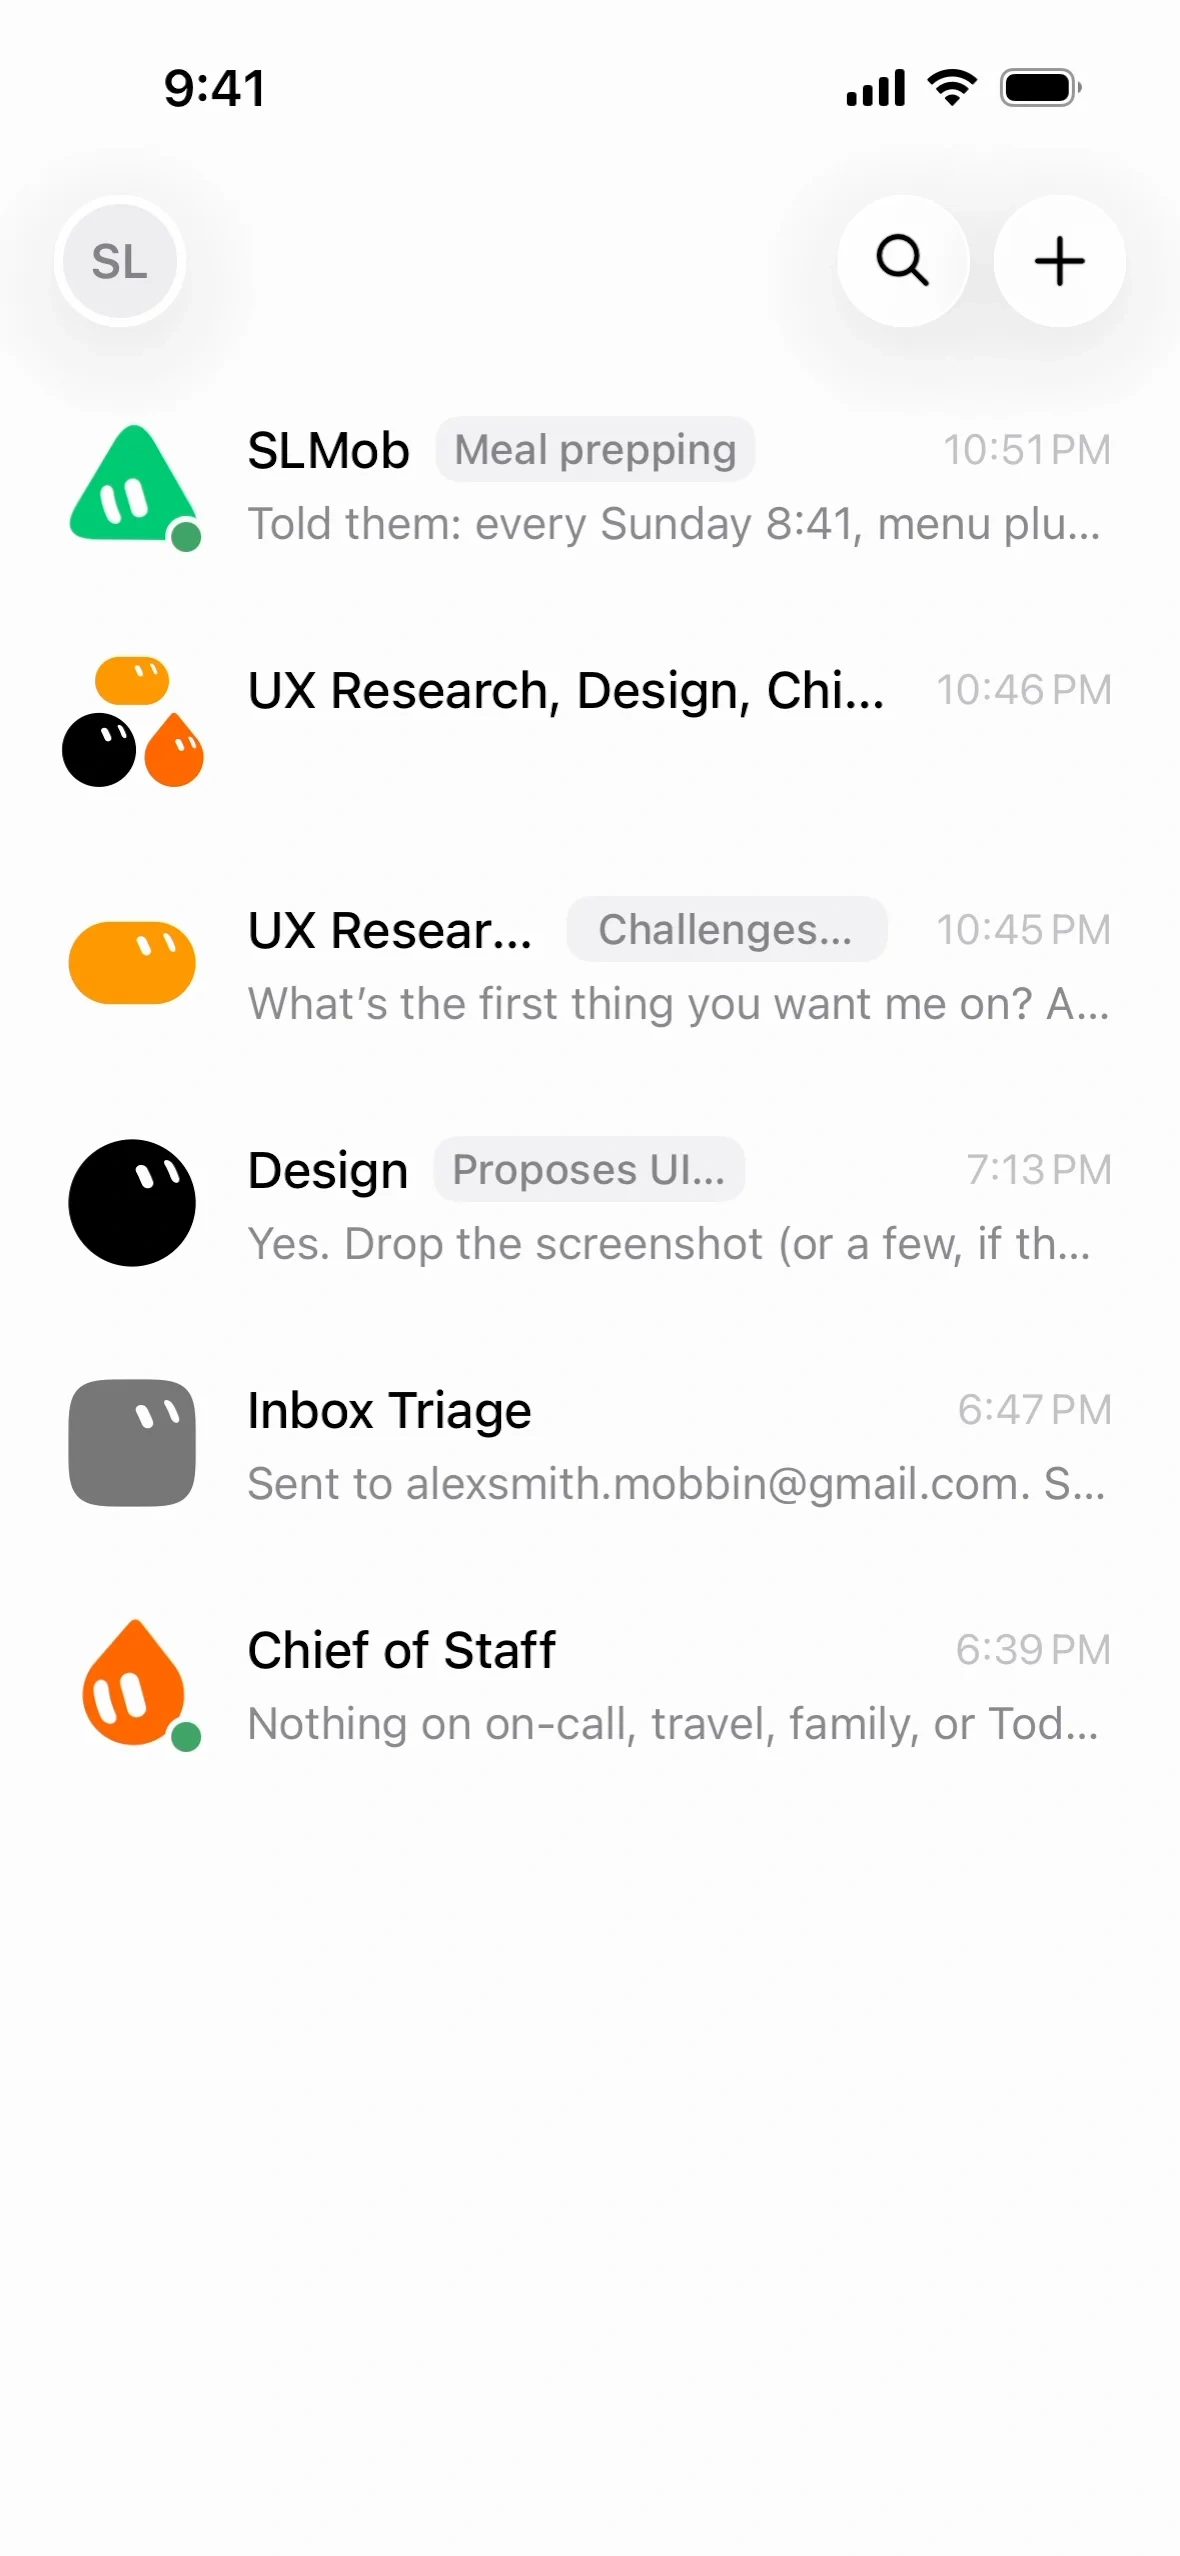 9:41
SL
SLMob Meal prepping 10:51 PM
Told them: every Sunday 8:41, menu plu...
UX Research, Design, Chi... 10:46 PM
UX Resear... Challenges... 10:45 PM
What’s the first thing you want me on? A...
Design Proposes UI... 7:13 PM
Yes. Drop the screenshot (or a few, if th...
Inbox Triage 6:47 PM
Sent to alexsmith.mobbin@gmail.com. S...
Chief of Staff 6:39 PM
Nothing on on-call, travel, family, or Tod...